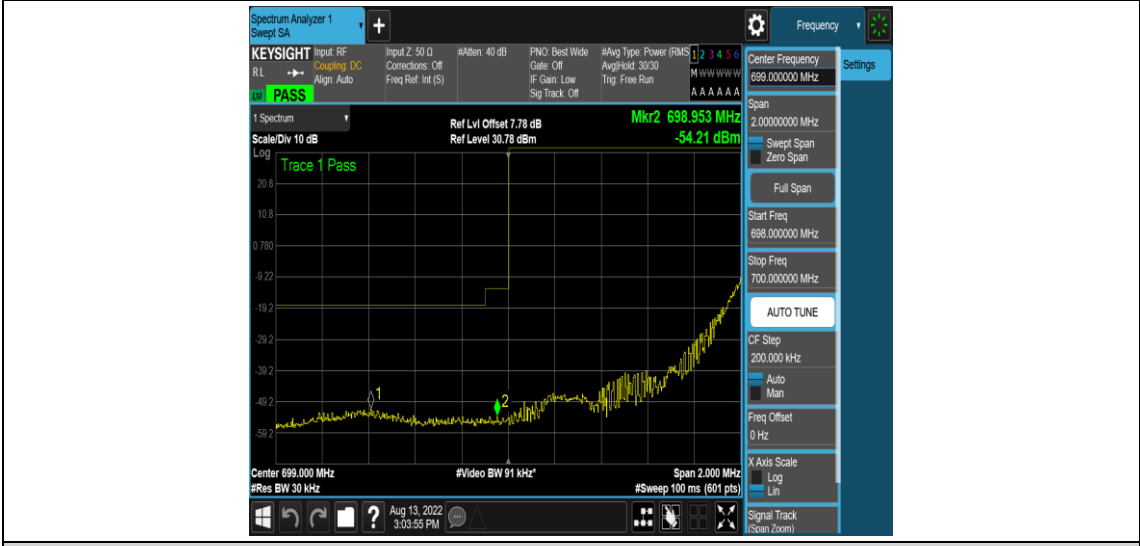 Spectrum Analyzer 1
Swept SA
+
Frequency
KEYSIGHT
RL
PASS
Input: RF
Coupling: DC
Align: Auto
Input Z: 50 Ω
Corrections: Off
Freq Ref: Int (S)
#Atten: 40 dB
PNO: Best Wide
Gate: Off
IF Gain: Low
Sig Track: Off
#Avg Type: Power (RMS
Avg|Hold: 30/30
Trig: Free Run
1 2 3 4 5 6
M W W W W W
A A A A A A
1 Spectrum
Scale/Div 10 dB
Ref Lvl Offset 7.78 dB
Ref Level 30.78 dBm
Mkr2 698.953 MHz
-54.21 dBm
Log
Trace 1 Pass
20.8
10.8
0.780
-9.22
-19.2
-29.2
-39.2
-49.2
-59.2
1
2
Center 699.000 MHz
#Res BW 30 kHz
#Video BW 91 kHz*
Span 2.000 MHz
#Sweep 100 ms (601 pts)
?
Aug 13, 2022
3:03:55 PM
Center Frequency
699.000000 MHz
Settings
Span
2.00000000 MHz
Swept Span
Zero Span
Full Span
Start Freq
698.000000 MHz
Stop Freq
700.000000 MHz
AUTO TUNE
CF Step
200.000 kHz
Auto
Man
Freq Offset
0 Hz
X Axis Scale
Log
Lin
Signal Track
(Span Zoom)